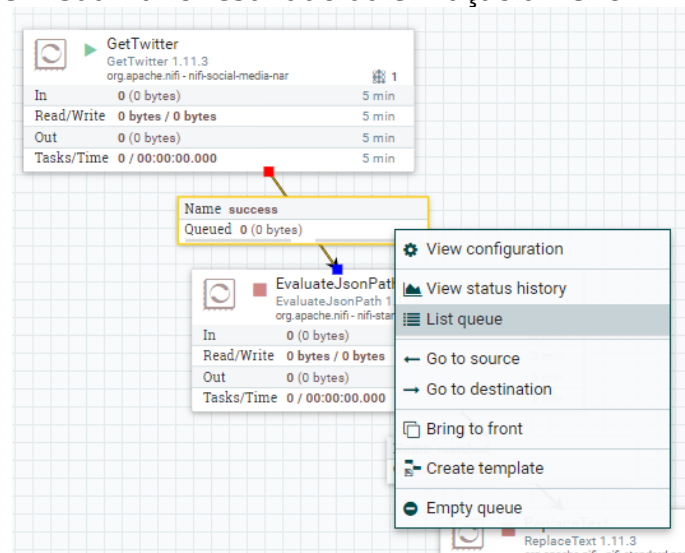 GetTwitter
GetTwitter 1.11.3
org.apache.nifi - nifi-social-media-nar
1
In 0 (0 bytes) 5 min
Read/Write 0 bytes / 0 bytes 5 min
Out 0 (0 bytes) 5 min
Tasks/Time 0 / 00:00:00.000 5 min
Name success
Queued 0 (0 bytes)
View configuration
View status history
List queue
Go to source
Go to destination
Bring to front
Create template
Empty queue
EvaluateJsonPath
EvaluateJsonPath 1
org.apache.nifi - nifi-star
In 0 (0 bytes)
Read/Write 0 bytes / 0 bytes
Out 0 (0 bytes)
Tasks/Time 0 / 00:00:00.000
ReplaceText 1.11.3